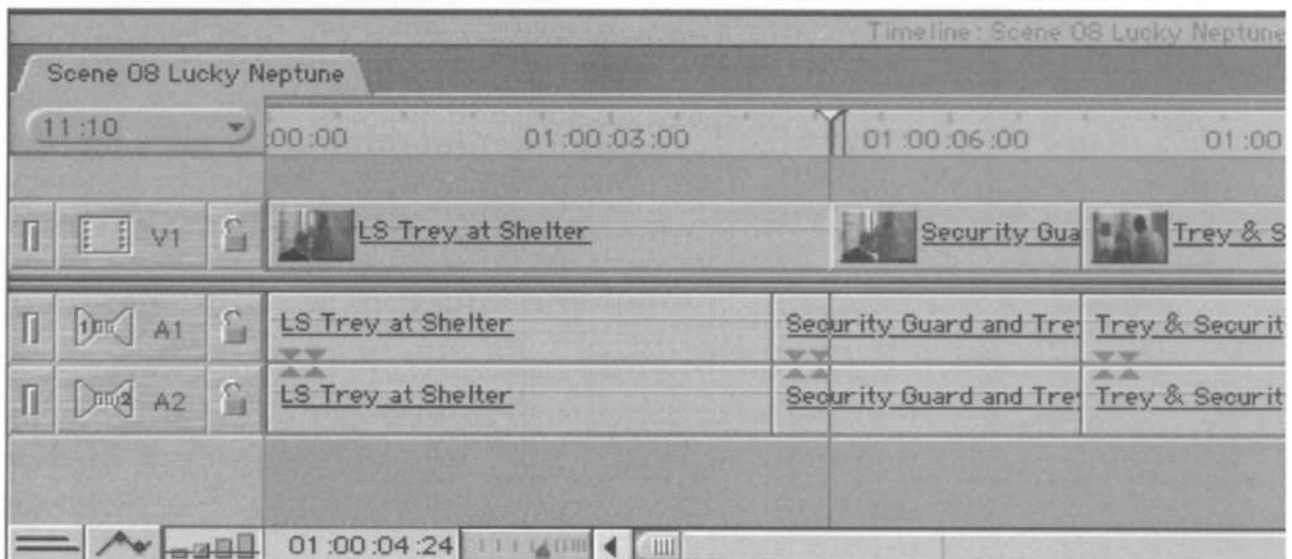 Timeline: Scene 08 Lucky Neptune
Scene 08 Lucky Neptune
11:10
:00:00
01:00:03:00
01:00:06:00
01:00
V1
LS Trey at Shelter
Security Gua
Trey & S
A1
LS Trey at Shelter
Security Guard and Trey
Trey & Securit
A2
LS Trey at Shelter
Security Guard and Trey
Trey & Securit
01:00:04:24